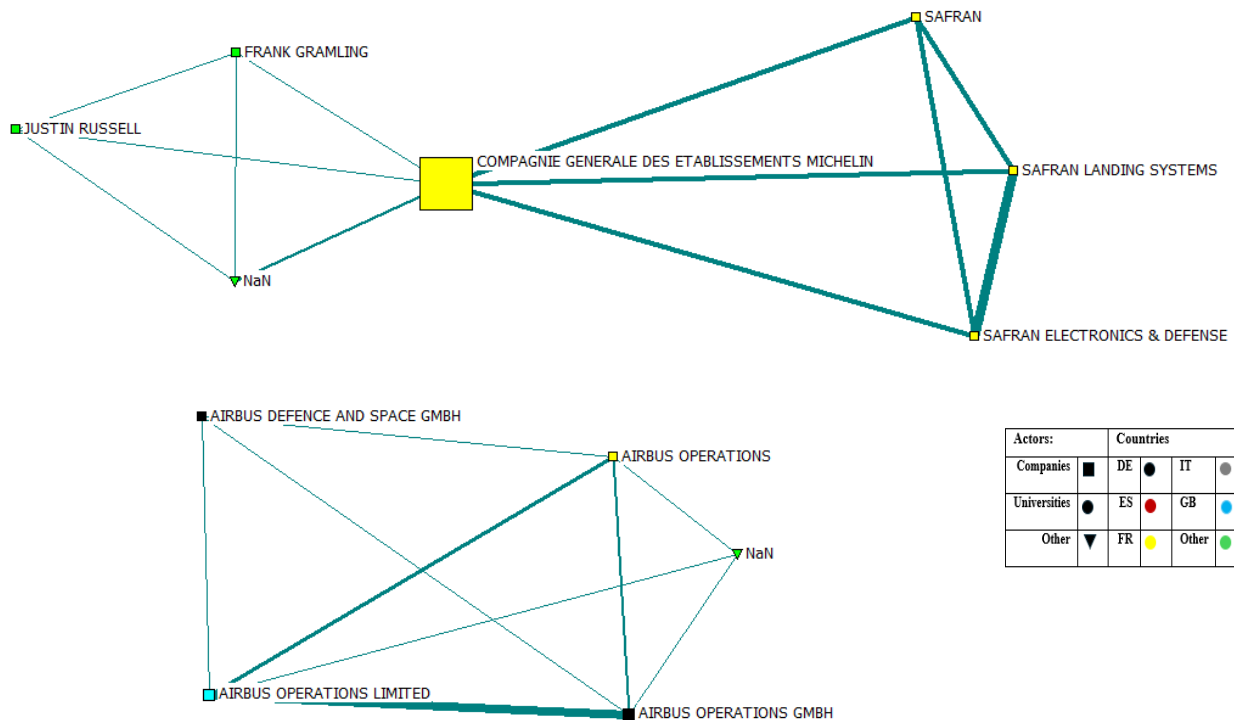 SAFRAN
FRANK GRAMLING
JUSTIN RUSSELL
COMPAGNIE GENERALE DES ETABLISSEMENTS MICHELIN
SAFRAN LANDING SYSTEMS
NaN
SAFRAN ELECTRONICS & DEFENSE
AIRBUS DEFENCE AND SPACE GMBH
AIRBUS OPERATIONS
NaN
AIRBUS OPERATIONS LIMITED
AIRBUS OPERATIONS GMBH
Actors: Countries
Companies DE IT
Universities ES GB
Other FR Other